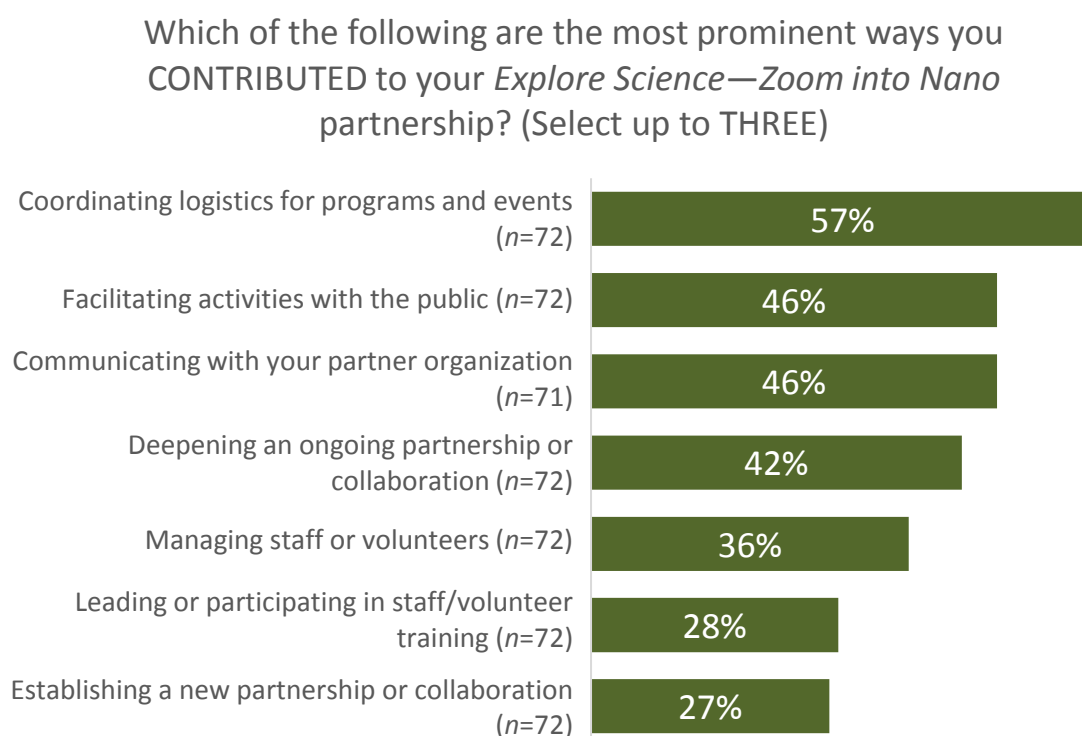 Which of the following are the most prominent ways you
CONTRIBUTED to your Explore Science—Zoom into Nano
partnership? (Select up to THREE)
Coordinating logistics for programs and events
(n=72)
57%
Facilitating activities with the public (n=72)
46%
Communicating with your partner organization
(n=71)
46%
Deepening an ongoing partnership or
collaboration (n=72)
42%
Managing staff or volunteers (n=72)
36%
Leading or participating in staff/volunteer
training (n=72)
28%
Establishing a new partnership or collaboration
(n=72)
27%